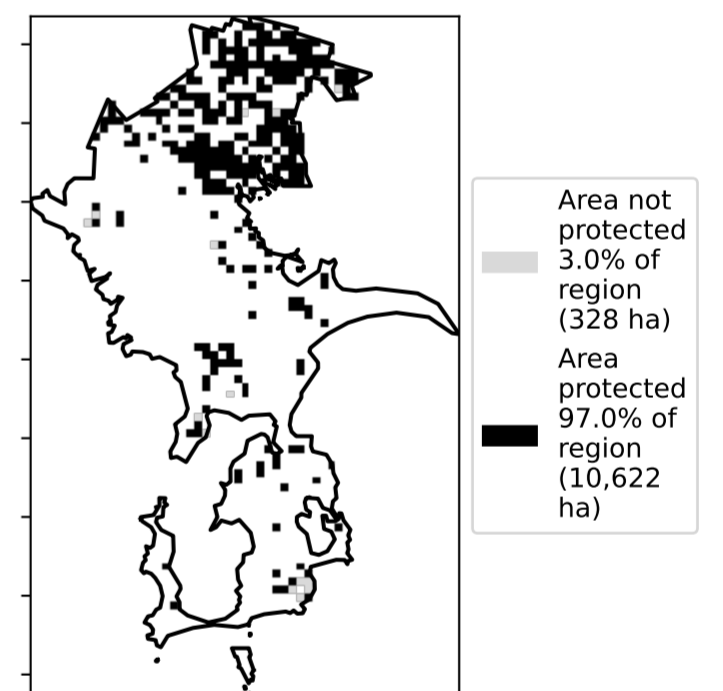 Area not
protected
3.0% of
region
(328 ha)
Area
protected
97.0% of
region
(10,622
ha)